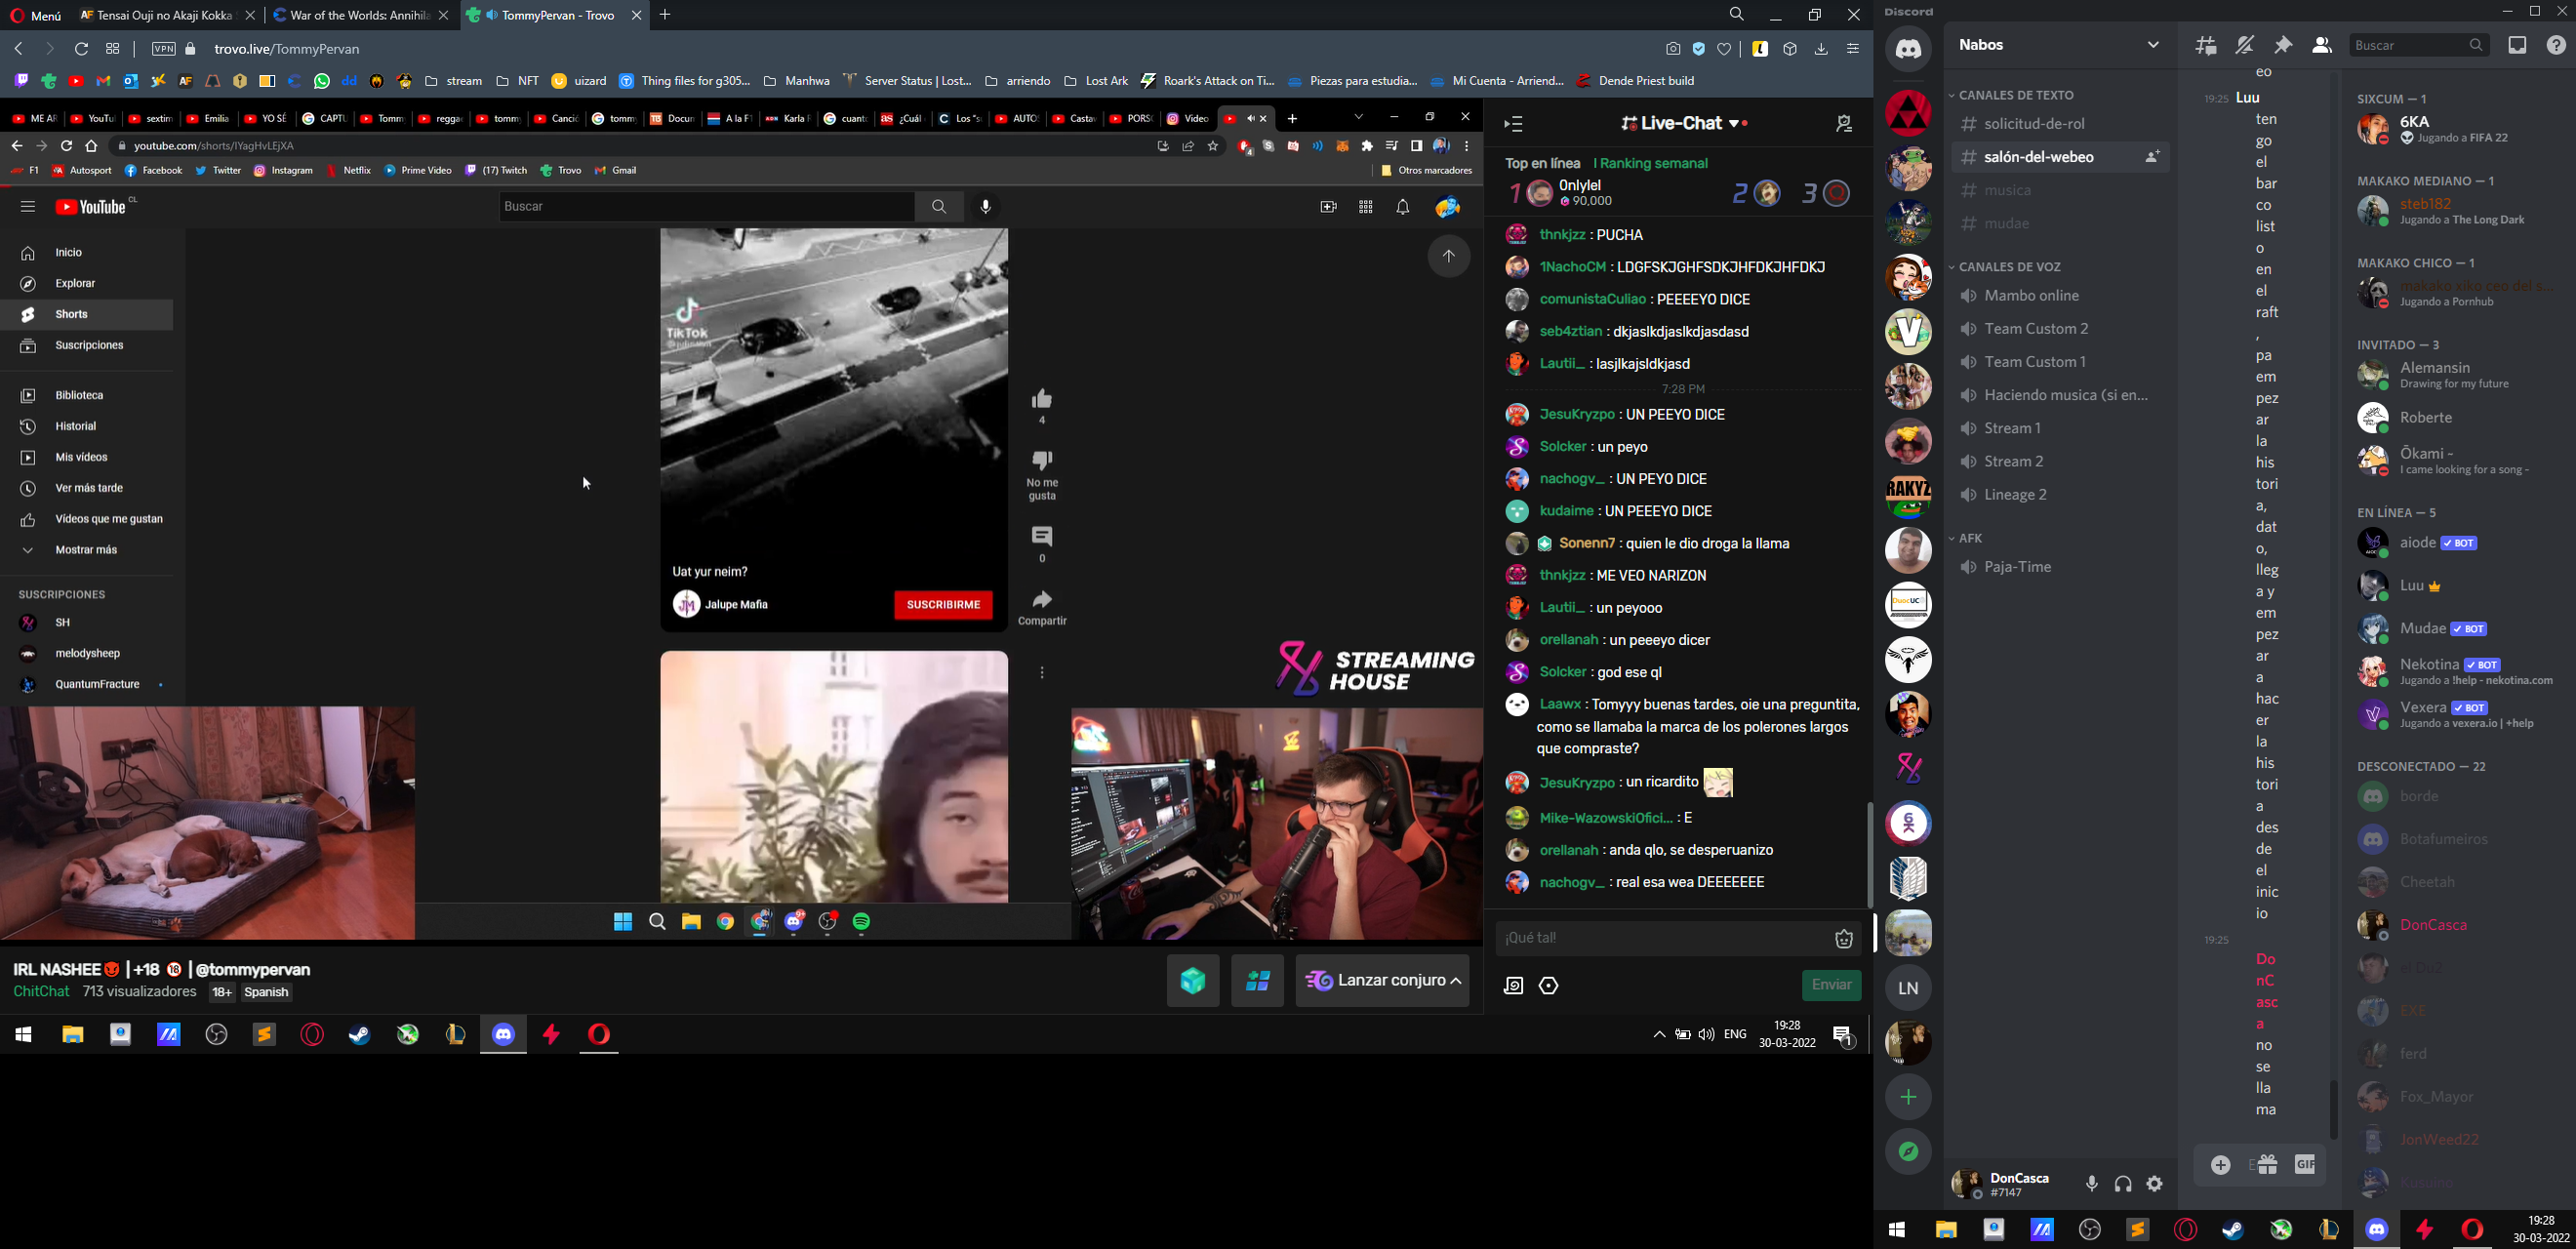 Menú
Tensai Ouji no Akaji Kokka
War of the Worlds: Annihila
TommyPervan - Trovo
VPN
trovo.live/TommyPervan
stream
NFT
uizard
Thing files for g305...
Manhwa
Server Status | Lost...
arriendo
Lost Ark
Roark's Attack on Ti...
Piezas para estudia...
Mi Cuenta - Arriend...
Dende Priest build
ME AR
YouTu
sextin
Emilia
YO SÉ
CAPTU
Tomm
regga
tommy
Canció
tomm
Docun
A la F1
Karla
cuant
¿Cuál
Los "s
AUTO
Casta
PORS
Video
youtube.com/shorts/IYagHvLEjXA
F1
Autosport
Facebook
Twitter
Instagram
Netflix
Prime Video
(17) Twitch
Trovo
Gmail
Otros marcadores
YouTube CL
Buscar
Inicio
Explorar
Shorts
Suscripciones
Biblioteca
Historial
Mis vídeos
Ver más tarde
Vídeos que me gustan
Mostrar más
SUSCRIPCIONES
SH
melodysheep
QuantumFracture
TikTok
Uat yur neim?
Jalupe Mafia
SUSCRIBIRME
4
No me
gusta
0
Compartir
STREAMING
HOUSE
IRL NASHEE😈 | +18 🔞 | @tommypervan
ChitChat
713 visualizadores
18+
Spanish
Lanzar conjuro
Live-Chat
Top en línea
| Ranking semanal
1
0nlylel
90,000
2
3
thnkjzz : PUCHA
1NachoCM : LDGFSKJGHFSDKJHFDKJHFDKJ
comunistaCuliao : PEEEEYO DICE
seb4ztian : dkjaslkdjaslkdjasdasd
Lautii_ : lasjlkajsldkjasd
7:28 PM
JesuKryzpo : UN PEEYO DICE
Solcker : un peyo
nachogv_ : UN PEYO DICE
kudaime : UN PEEEYO DICE
Sonenn7 : quien le dio droga la llama
thnkjzz : ME VEO NARIZON
Lautii_ : un peyooo
orellanah : un peeeyo dicer
Solcker : god ese ql
Laawx : Tomyyy buenas tardes, oie una preguntita,
como se llamaba la marca de los polerones largos
que compraste?
JesuKryzpo : un ricardito
Mike-WazowskiOfici... : E
orellanah : anda qlo, se desperuanizo
nachogv_ : real esa wea DEEEEEEE
¡Qué tal!
Enviar
ENG
19:28
30-03-2022
Discord
RAKYZ
DuocUC
LN
Nabos
CANALES DE TEXTO
solicitud-de-rol
salón-del-webeo
musica
mudae
CANALES DE VOZ
Mambo online
Team Custom 2
Team Custom 1
Haciendo musica (si en...
Stream 1
Stream 2
Lineage 2
AFK
Paja-Time
DonCasca
#7147
Buscar
eo
19:25 Luu
ten
go
el
bar
co
list
o
en
el
raft
,
pa
em
pez
ar
la
his
tori
a,
dat
o,
lleg
a y
em
pez
ar
a
hac
er
la
his
tori
a
des
de
el
inic
io
19:25
Do
nC
asc
a
no
se
lla
ma
GIF
SIXCUM — 1
6KA
Jugando a FIFA 22
MAKAKO MEDIANO — 1
steb182
Jugando a The Long Dark
MAKAKO CHICO — 1
makako xiko ceo del s...
Jugando a Pornhub
INVITADO — 3
Alemansin
Drawing for my future
Roberte
Ōkami ~
I came looking for a song ~
EN LÍNEA — 5
aiode BOT
Luu
Mudae BOT
Nekotina BOT
Jugando a !help - nekotina.com
Vexera BOT
Jugando a vexera.io | +help
DESCONECTADO — 22
borde
Botafumeiros
Cheetah
DonCasca
el Du2
EXE
ferd
Fox_Mayor
JonWeed22
19:28
30-03-2022